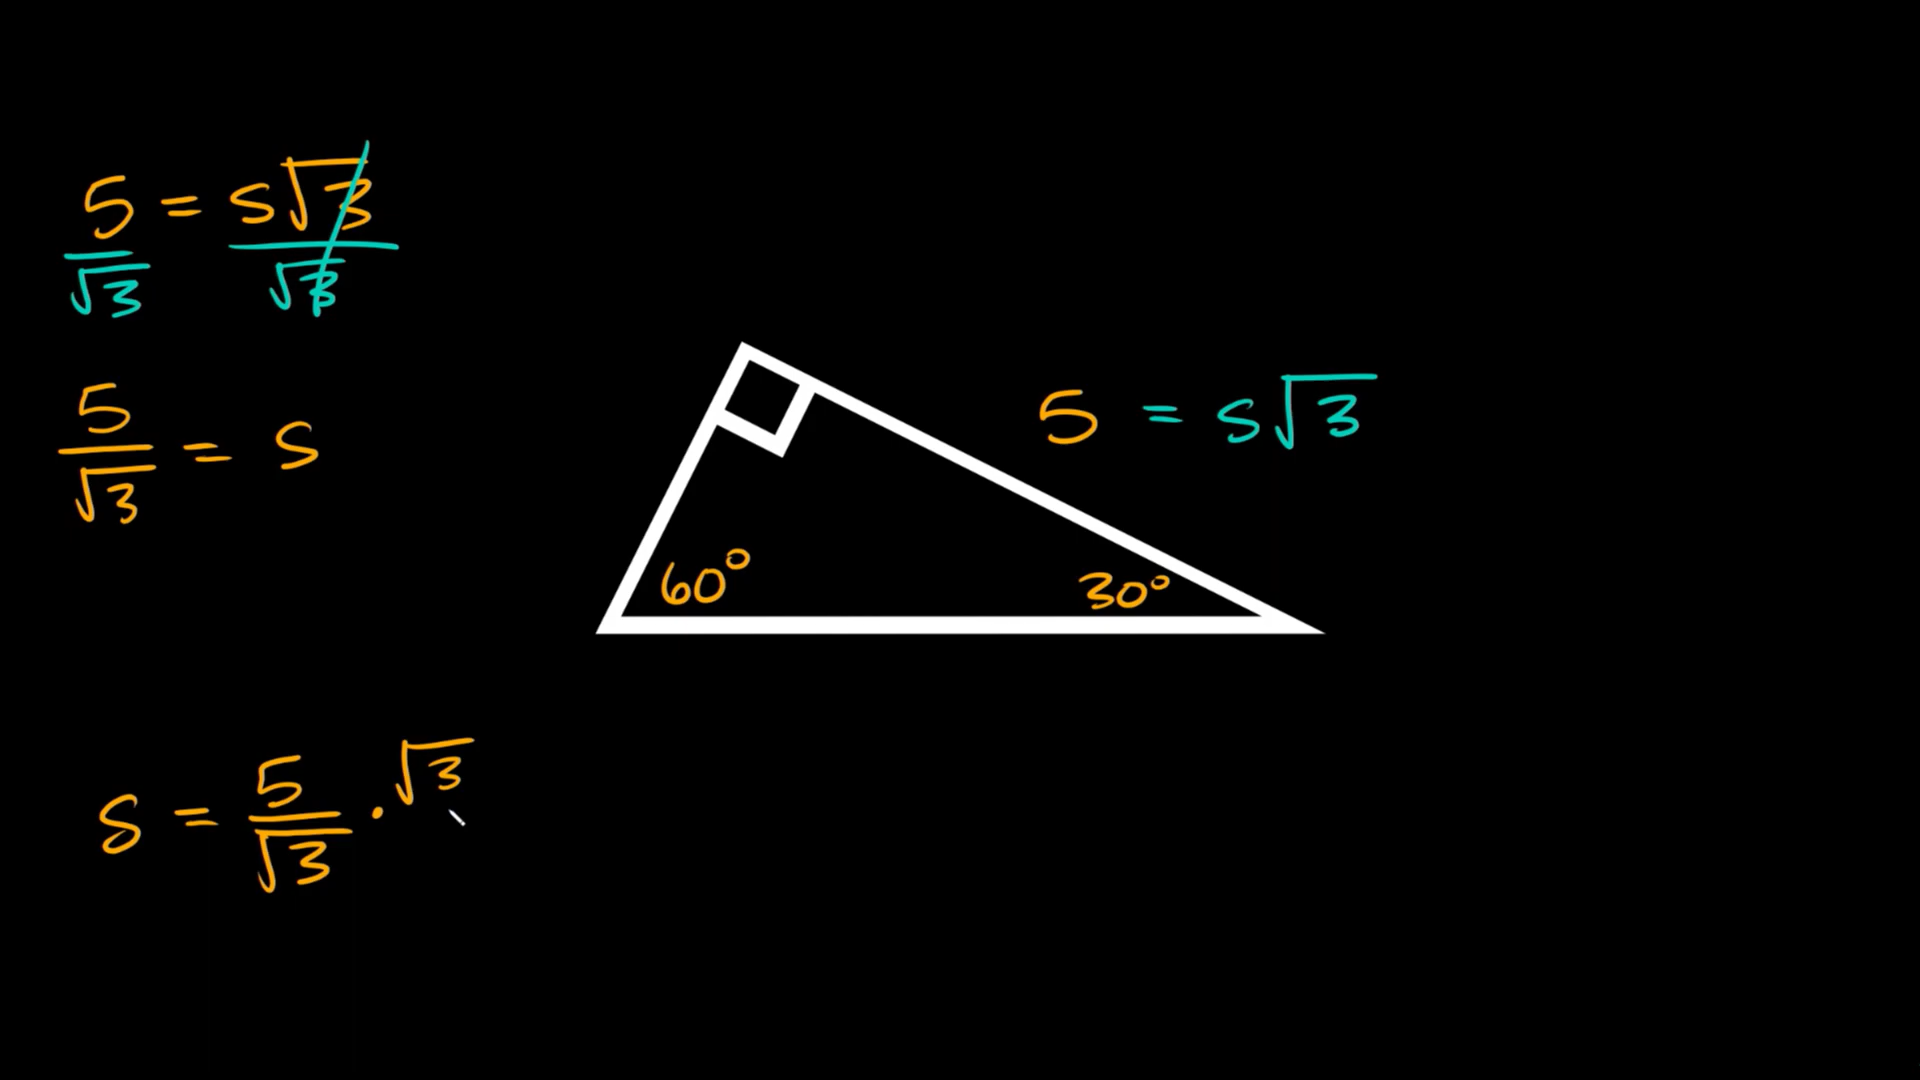 5 = s√3
√3 √3
5/√3 = s
5 = s√3
60° 30°
s = 5/√3 · √3